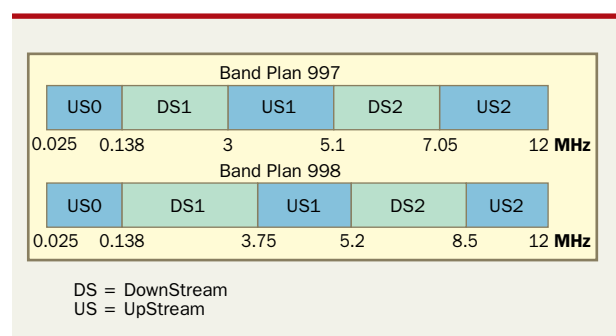 Band Plan 997
US0 DS1 US1 DS2 US2
0.025 0.138 3 5.1 7.05 12 MHz
Band Plan 998
US0 DS1 US1 DS2 US2
0.025 0.138 3.75 5.2 8.5 12 MHz
DS = DownStream
US = UpStream